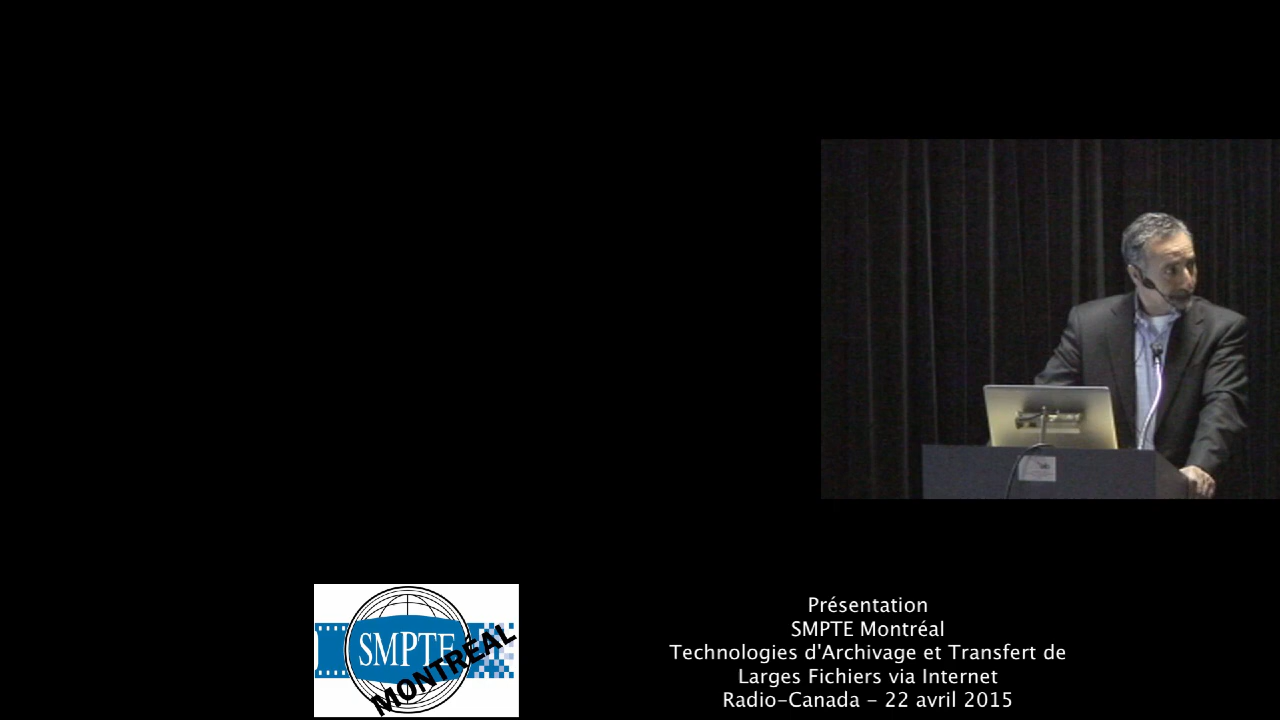 SMPTE
MONTRÉAL
Présentation
SMPTE Montréal
Technologies d'Archivage et Transfert de
Larges Fichiers via Internet
Radio-Canada - 22 avril 2015